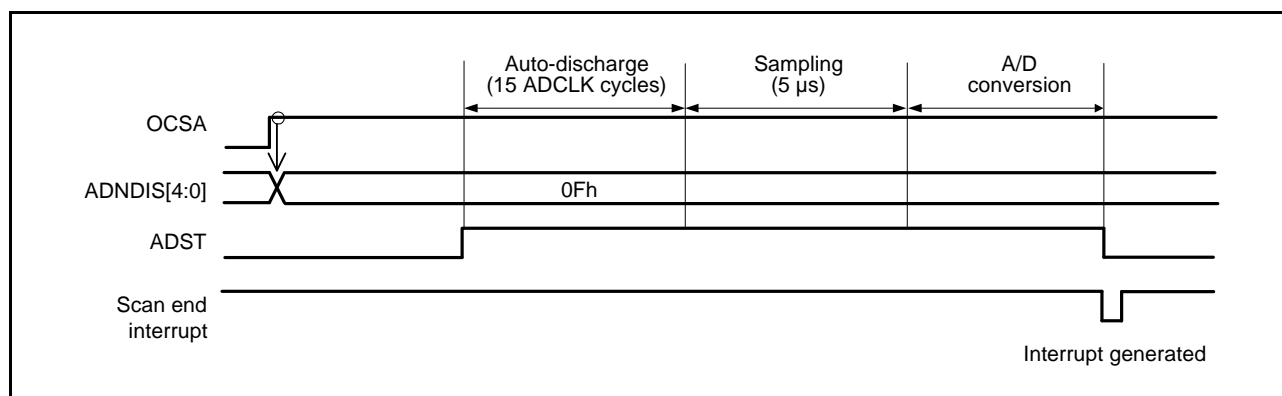 Auto-discharge
(15 ADCLK cycles)
Sampling
(5 µs)
A/D
conversion
OCSA
ADNDIS[4:0]
0Fh
ADST
Scan end
interrupt
Interrupt generated